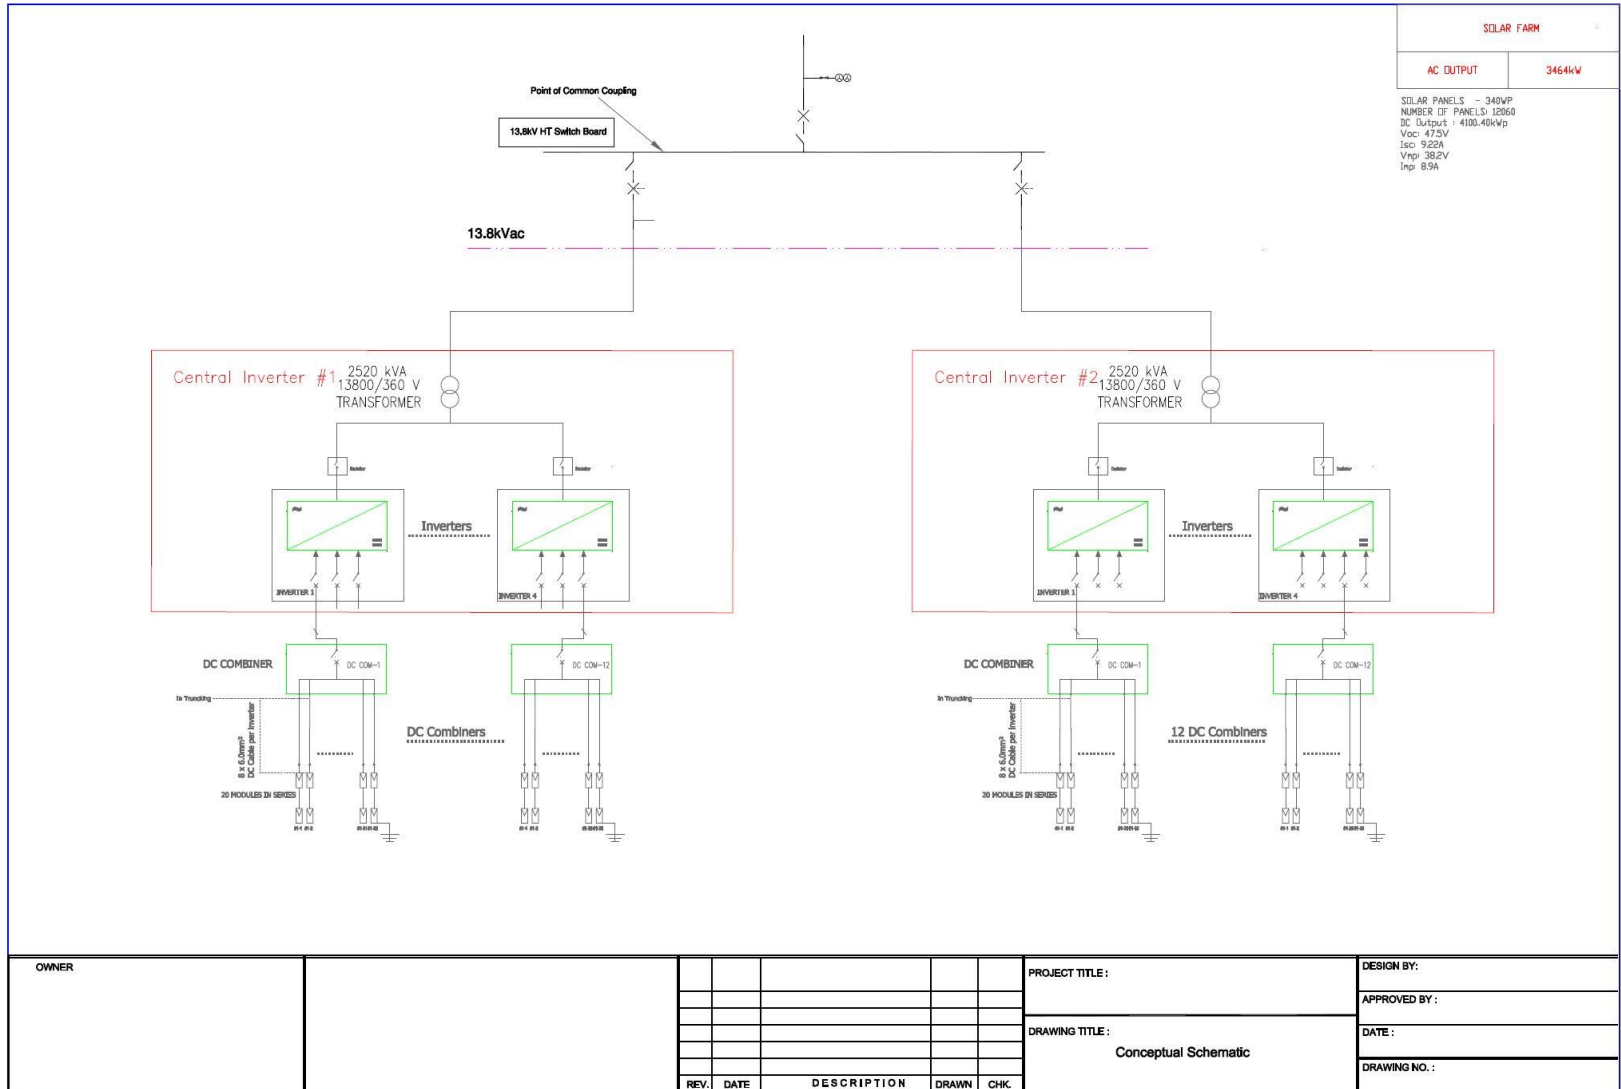 SOLAR FARM
AC OUTPUT
3464kW
SOLAR PANELS - 340WP
NUMBER OF PANELS: 12060
DC Output : 4100.40kWp
Voc: 47.5V
Isc: 9.22A
Vmp: 38.2V
Imp: 8.9A
Point of Common Coupling
13.8kV HT Switch Board
13.8kVac
Central Inverter #1
2520 kVA
13800/360 V
TRANSFORMER
Inverters
INVERTER 1
INVERTER 4
DC COMBINER
DC COM-1
DC COM-12
In Truncking
8 x 6.0mm²
DC Cable per Inverter
DC Combiners
20 MODULES IN SERIES
Central Inverter #2
2520 kVA
13800/360 V
TRANSFORMER
Inverters
INVERTER 1
INVERTER 4
DC COMBINER
DC COM-1
DC COM-12
In Truncking
8 x 6.0mm²
DC Cable per Inverter
12 DC Combiners
20 MODULES IN SERIES
OWNER
REV.
DATE
DESCRIPTION
DRAWN
CHK.
PROJECT TITLE :
DRAWING TITLE :
Conceptual Schematic
DESIGN BY:
APPROVED BY :
DATE :
DRAWING NO. :